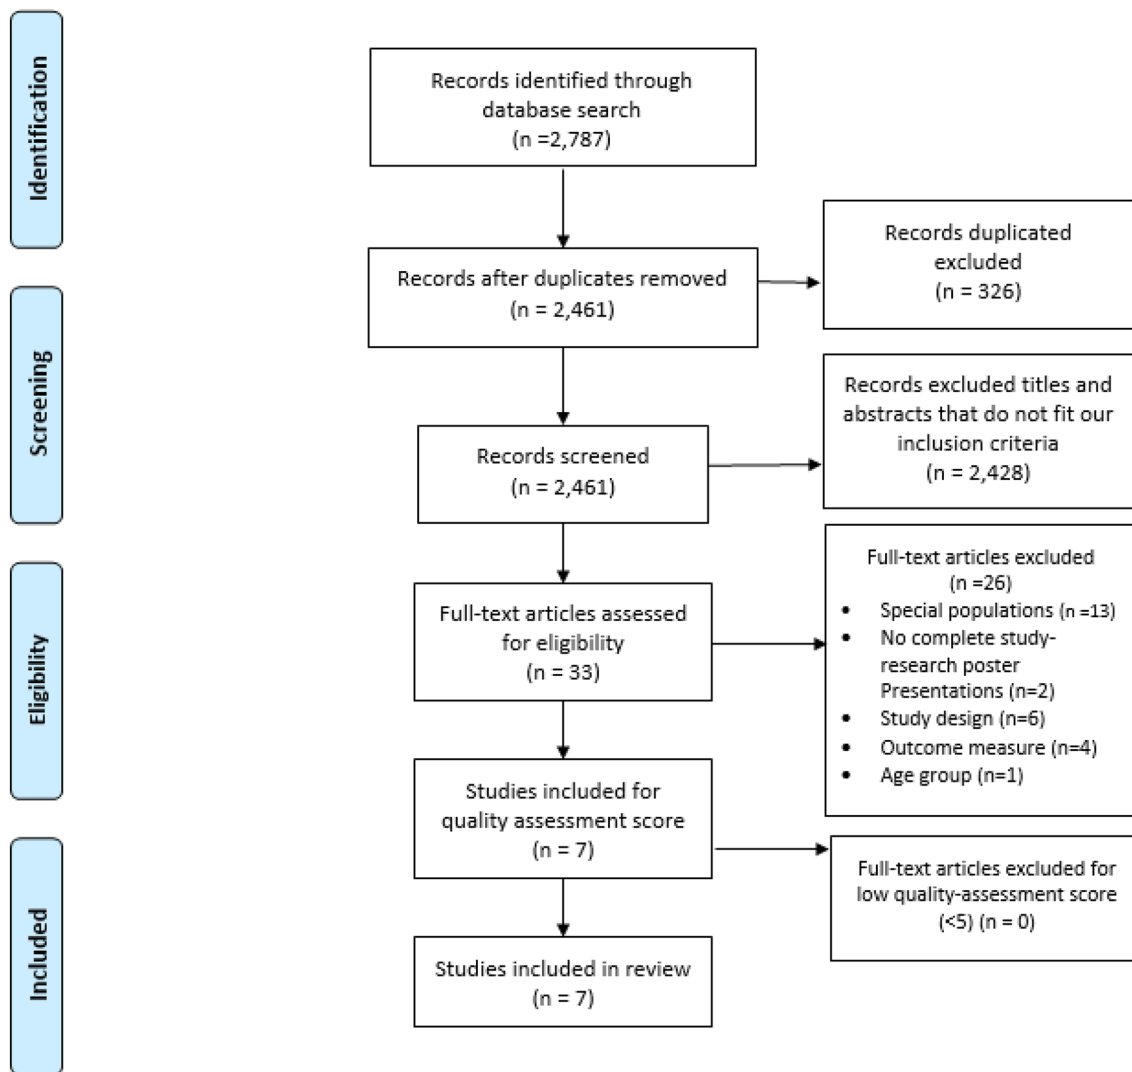 Identification
Records identified through
database search
(n =2,787)
Records duplicated
excluded
(n = 326)
Records after duplicates removed
(n = 2,461)
Screening
Records excluded titles and
abstracts that do not fit our
inclusion criteria
(n = 2,428)
Records screened
(n = 2,461)
Eligibility
Full-text articles assessed
for eligibility
(n = 33)
Full-text articles excluded
(n =26)
• Special populations (n =13)
• No complete study-
research poster
Presentations (n=2)
• Study design (n=6)
• Outcome measure (n=4)
• Age group (n=1)
Studies included for
quality assessment score
(n = 7)
Full-text articles excluded for
low quality-assessment score
(<5) (n = 0)
Included
Studies included in review
(n = 7)